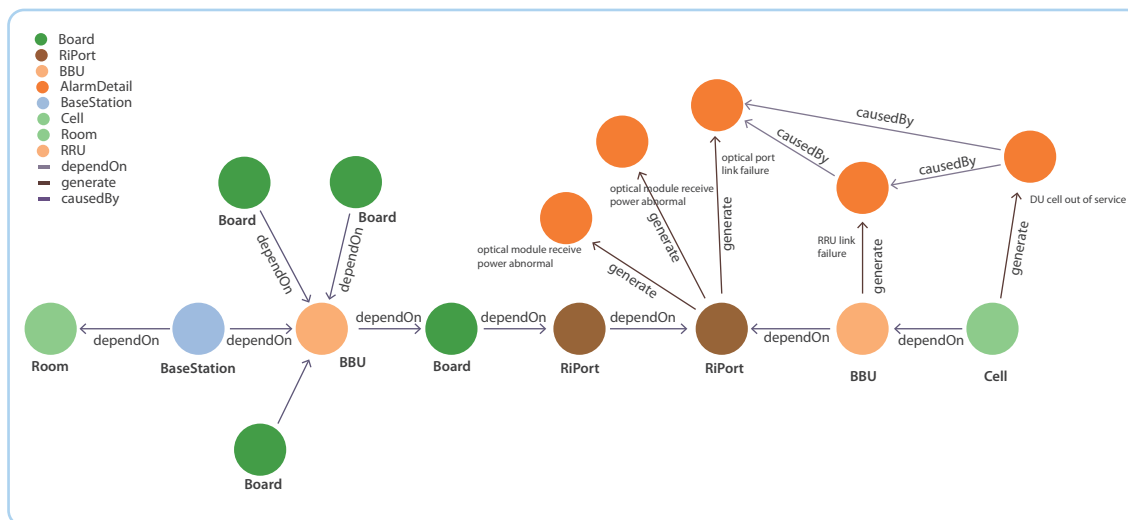 Board
RiPort
BBU
AlarmDetail
BaseStation
Cell
Room
RRU
dependOn
generate
causedBy
causedBy
causedBy
causedBy
optical port
link failure
optical module receive
power abnormal
DU cell out of service
Board
Board
dependOn
dependOn
generate
generate
optical module receive
power abnormal
generate
RRU link
failure
generate
generate
dependOn
dependOn
dependOn
dependOn
dependOn
dependOn
dependOn
Room
BaseStation
BBU
Board
RiPort
RiPort
BBU
Cell
Board